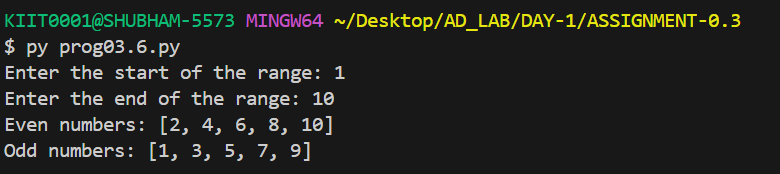 KIIT0001@SHUBHAM-5573 MINGW64 ~/Desktop/AD_LAB/DAY-1/ASSIGNMENT-0.3
$ py prog03.6.py
Enter the start of the range: 1
Enter the end of the range: 10
Even numbers: [2, 4, 6, 8, 10]
Odd numbers: [1, 3, 5, 7, 9]